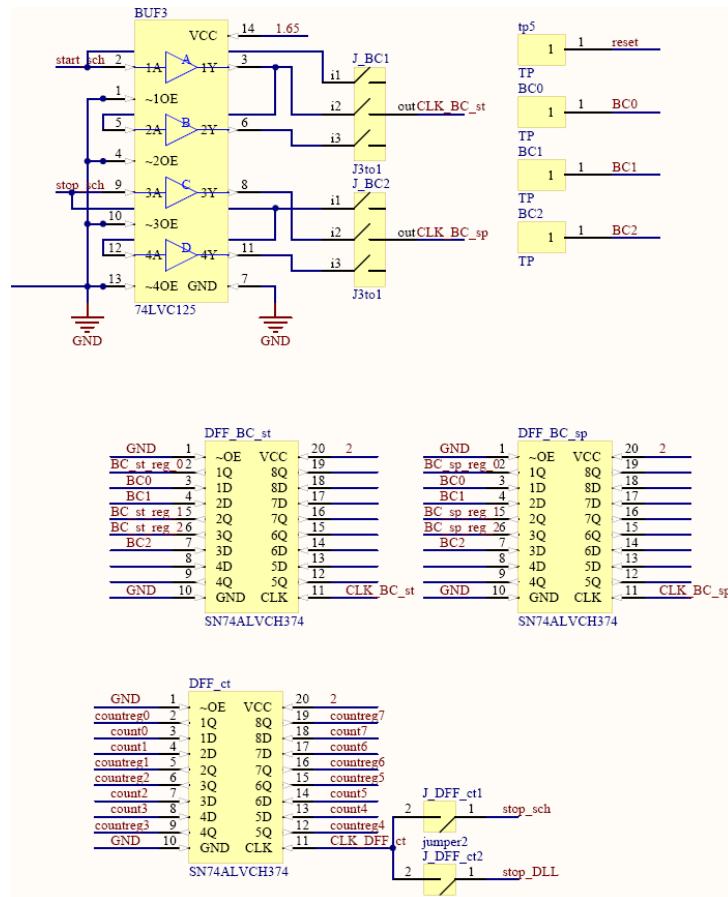 BUF3
VCC 14 1.65
start_sch 2 1A A 1Y 3
1 ~1OE
5 2A B 2Y 6
4 ~2OE
stop_sch 9 3A C 3Y 8
10 ~3OE
12 4A D 4Y 11
13 ~4OE GND 7
74LVC125
GND GND
J_BC1
i1
i2 out CLK_BC_st
i3
J3to1
J_BC2
i1
i2 out CLK_BC_sp
i3
J3to1
tp5
1 1 reset
TP
BC0
1 1 BC0
TP
BC1
1 1 BC1
TP
BC2
1 1 BC2
TP
DFF_BC_st
GND 1 ~OE VCC 20 2
BC_st_reg_0 2 1Q 8Q 19
BC0 3 1D 8D 18
BC1 4 2D 7D 17
BC_st_reg_1 5 2Q 7Q 16
BC_st_reg_2 6 3Q 6Q 15
BC2 7 3D 6D 14
8 4D 5D 13
9 4Q 5Q 12
GND 10 GND CLK 11 CLK_BC_st
SN74ALVCH374
DFF_BC_sp
GND 1 ~OE VCC 20 2
BC_sp_reg_0 2 1Q 8Q 19
BC0 3 1D 8D 18
BC1 4 2D 7D 17
BC_sp_reg_1 5 2Q 7Q 16
BC_sp_reg_2 6 3Q 6Q 15
BC2 7 3D 6D 14
8 4D 5D 13
9 4Q 5Q 12
GND 10 GND CLK 11 CLK_BC_sp
SN74ALVCH374
DFF_ct
GND 1 ~OE VCC 20 2
countreg0 2 1Q 8Q 19 countreg7
count0 3 1D 8D 18 count7
count1 4 2D 7D 17 count6
countreg1 5 2Q 7Q 16 countreg6
countreg2 6 3Q 6Q 15 countreg5
count2 7 3D 6D 14 count5
count3 8 4D 5D 13 count4
countreg3 9 4Q 5Q 12 countreg4
GND 10 GND CLK 11 CLK_DFF_ct
SN74ALVCH374
J_DFF_ct1
2 1 stop_sch
jumper2
J_DFF_ct2
2 1 stop_DLL